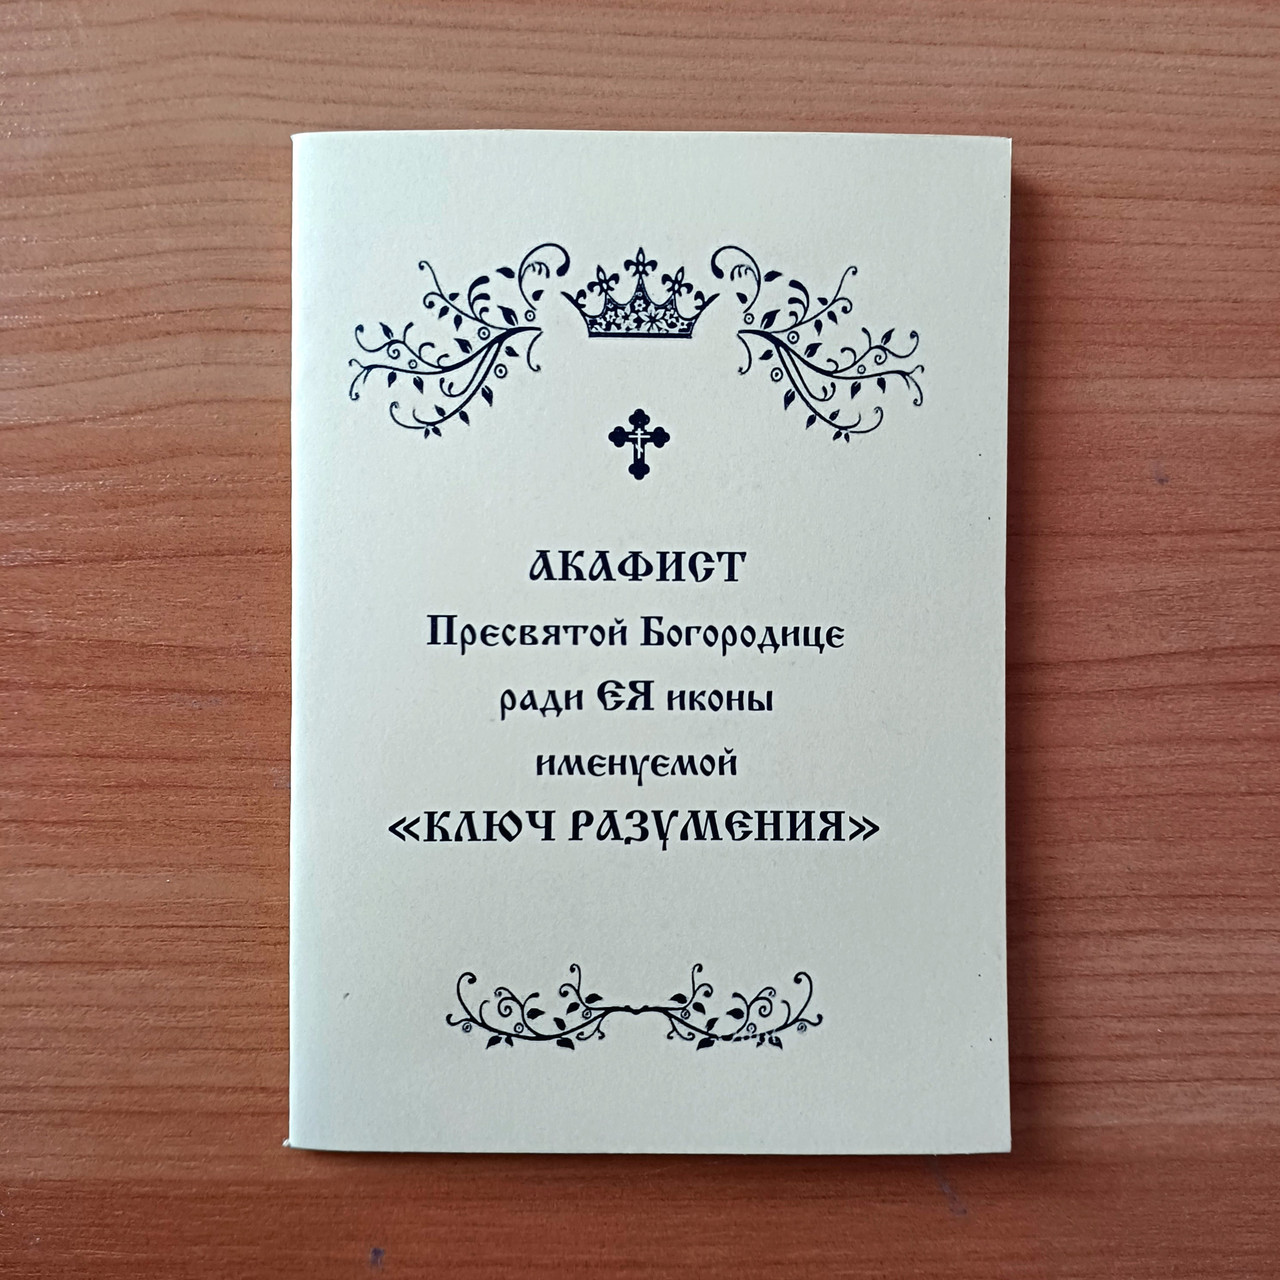 АКАФИСТ
Пресвятой Богородице
ради ЕЯ иконы
именуемой
«КЛЮЧ РАЗУМЕНИЯ»